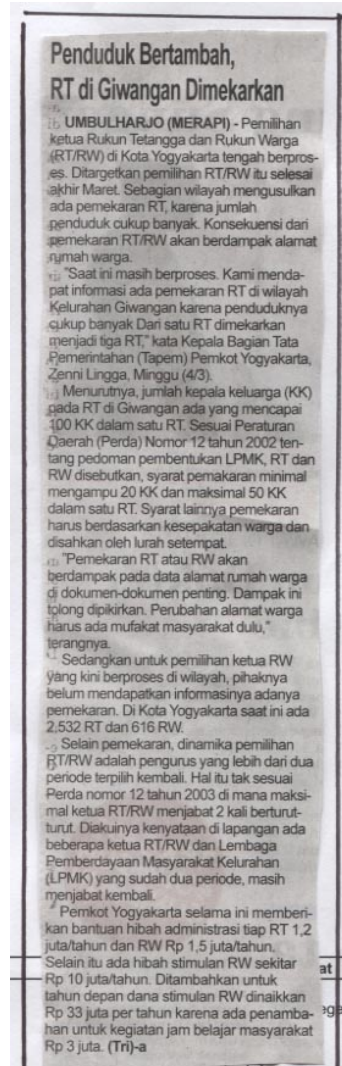 Penduduk Bertambah,
RT di Giwangan Dimekarkan
UMBULHARJO (MERAPI) - Pemilihan
ketua Rukun Tetangga dan Rukun Warga
(RT/RW) di Kota Yogyakarta tengah berpros-
es. Ditargetkan pemilihan RT/RW itu selesai
akhir Maret. Sebagian wilayah mengusulkan
ada pemekaran RT, karena jumlah
penduduk cukup banyak. Konsekuensi dari
pemekaran RT/RW akan berdampak alamat
rumah warga.
"Saat ini masih berproses. Kami menda-
pat informasi ada pemekaran RT di wilayah
Kelurahan Giwangan karena penduduknya
cukup banyak Dari satu RT dimekarkan
menjadi tiga RT," kata Kepala Bagian Tata
Pemerintahan (Tapem) Pemkot Yogyakarta,
Zenni Lingga, Minggu (4/3).
Menurutnya, jumlah kepala keluarga (KK)
pada RT di Giwangan ada yang mencapai
100 KK dalam satu RT. Sesuai Peraturan
Daerah (Perda) Nomor 12 tahun 2002 ten-
tang pedoman pembentukan LPMK, RT dan
RW disebutkan, syarat pemakaran minimal
mengampu 20 KK dan maksimal 50 KK
dalam satu RT. Syarat lainnya pemekaran
harus berdasarkan kesepakatan warga dan
disahkan oleh lurah setempat.
"Pemekaran RT atau RW akan
berdampak pada data alamat rumah warga
di dokumen-dokumen penting. Dampak ini
tolong dipikirkan. Perubahan alamat warga
harus ada mufakat masyarakat dulu,"
terangnya.
Sedangkan untuk pemilihan ketua RW
yang kini berproses di wilayah, pihaknya
belum mendapatkan informasinya adanya
pemekaran. Di Kota Yogyakarta saat ini ada
2.532 RT dan 616 RW.
Selain pemekaran, dinamika pemilihan
RT/RW adalah pengurus yang lebih dari dua
periode terpilih kembali. Hal itu tak sesuai
Perda nomor 12 tahun 2003 di mana maksi-
mal ketua RT/RW menjabat 2 kali berturut-
turut. Diakuinya kenyataan di lapangan ada
beberapa ketua RT/RW dan Lembaga
Pemberdayaan Masyarakat Kelurahan
(LPMK) yang sudah dua periode, masih
menjabat kembali.
Pemkot Yogyakarta selama ini memberi-
kan bantuan hibah administrasi tiap RT 1,2
juta/tahun dan RW Rp 1,5 juta/tahun.
Selain itu ada hibah stimulan RW sekitar
Rp 10 juta/tahun. Ditambahkan untuk
tahun depan dana stimulan RW dinaikkan
Rp 33 juta per tahun karena ada penamba-
han untuk kegiatan jam belajar masyarakat
Rp 3 juta. (Tri)-a
at